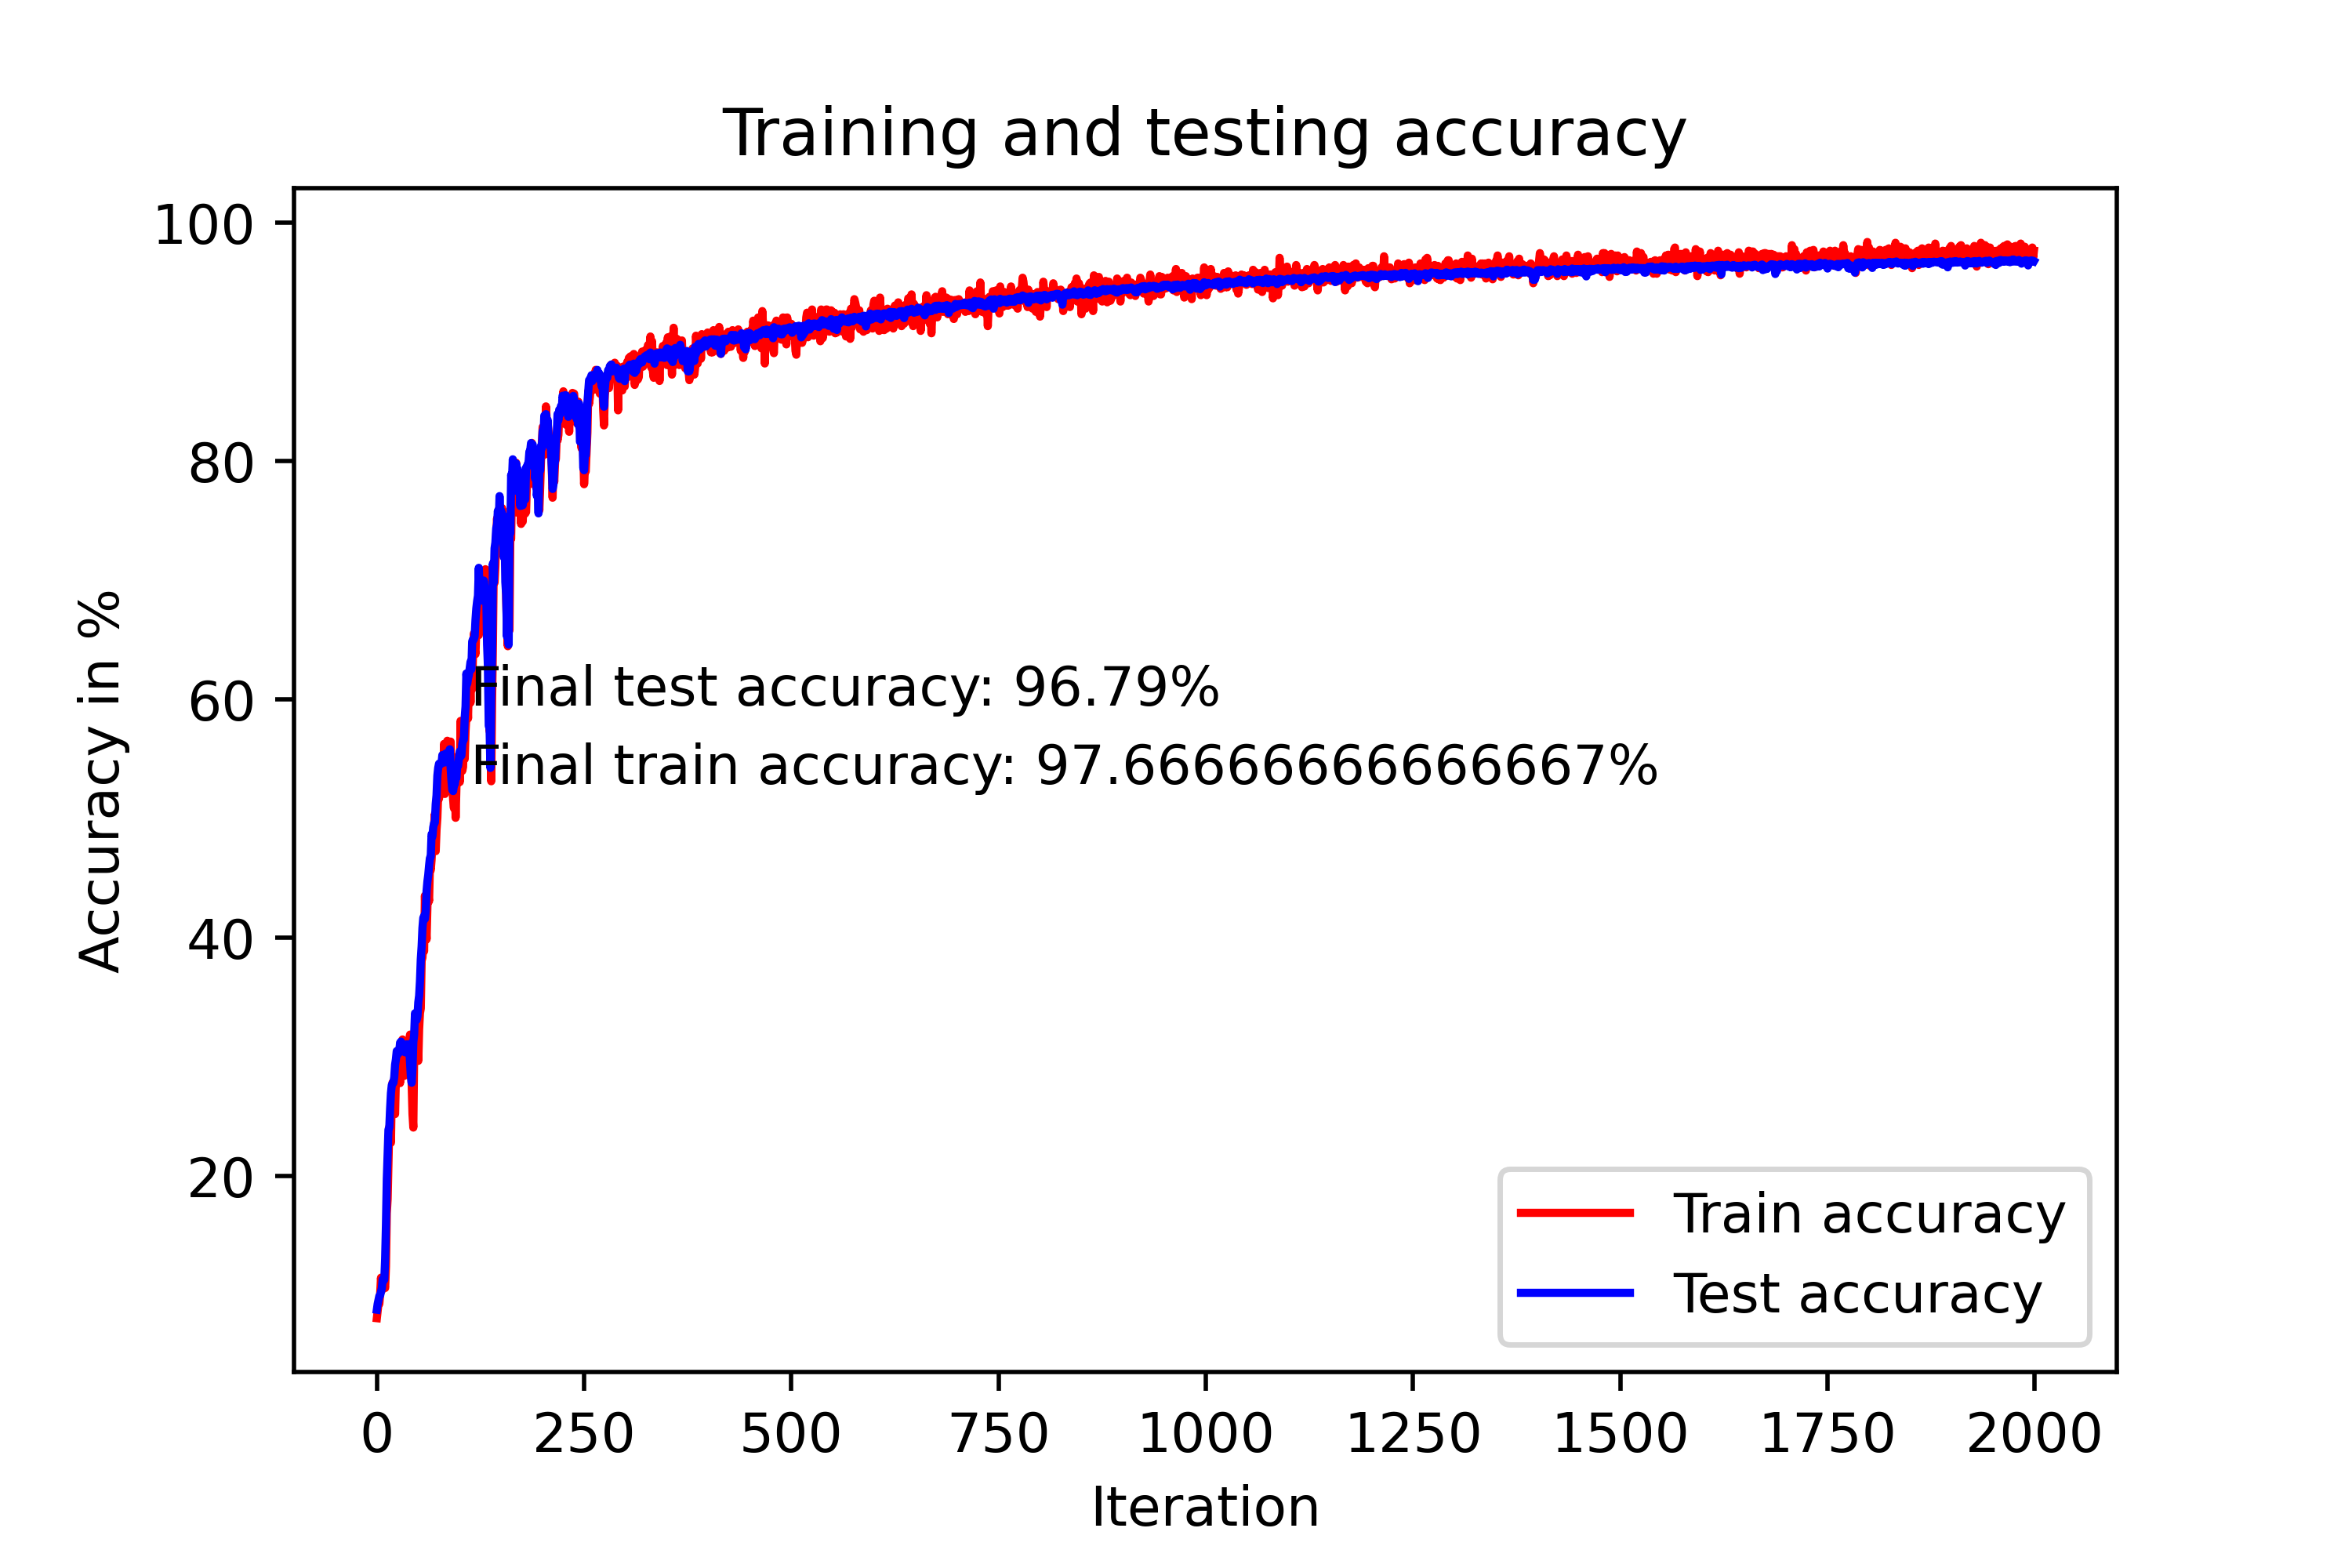 Training and testing accuracy
100
80
60
40
20
Accuracy in %
Final test accuracy: 96.79%
Final train accuracy: 97.66666666666667%
Train accuracy
Test accuracy
0 250 500 750 1000 1250 1500 1750 2000
Iteration